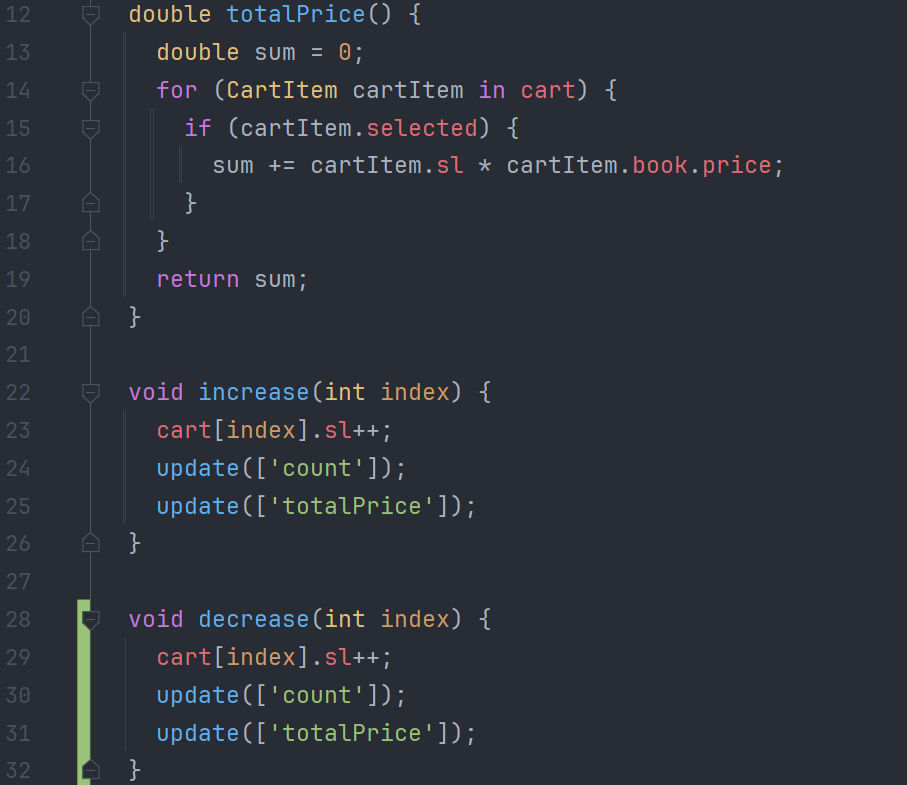 12 double totalPrice() {
13 double sum = 0;
14 for (CartItem cartItem in cart) {
15 if (cartItem.selected) {
16 sum += cartItem.sl * cartItem.book.price;
17 }
18 }
19 return sum;
20 }
21
22 void increase(int index) {
23 cart[index].sl++;
24 update(['count']);
25 update(['totalPrice']);
26 }
27
28 void decrease(int index) {
29 cart[index].sl++;
30 update(['count']);
31 update(['totalPrice']);
32 }